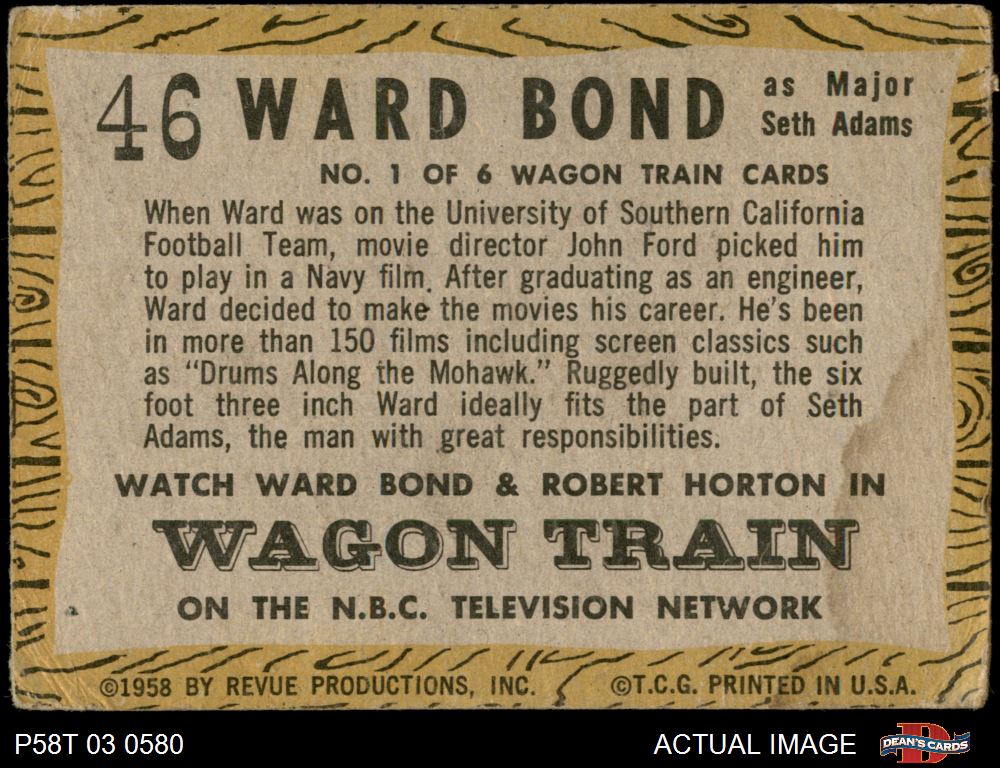 46 WARD BOND as Major
Seth Adams
NO. 1 OF 6 WAGON TRAIN CARDS
When Ward was on the University of Southern California
Football Team, movie director John Ford picked him
to play in a Navy film. After graduating as an engineer,
Ward decided to make the movies his career. He's been
in more than 150 films including screen classics such
as “Drums Along the Mohawk.” Ruggedly built, the six
foot three inch Ward ideally fits the part of Seth
Adams, the man with great responsibilities.
WATCH WARD BOND & ROBERT HORTON IN
WAGON TRAIN
ON THE N.B.C. TELEVISION NETWORK
©1958 BY REVUE PRODUCTIONS, INC. ©T.C.G. PRINTED IN U.S.A.
P58T 03 0580 ACTUAL IMAGE DEAN'S CARDS